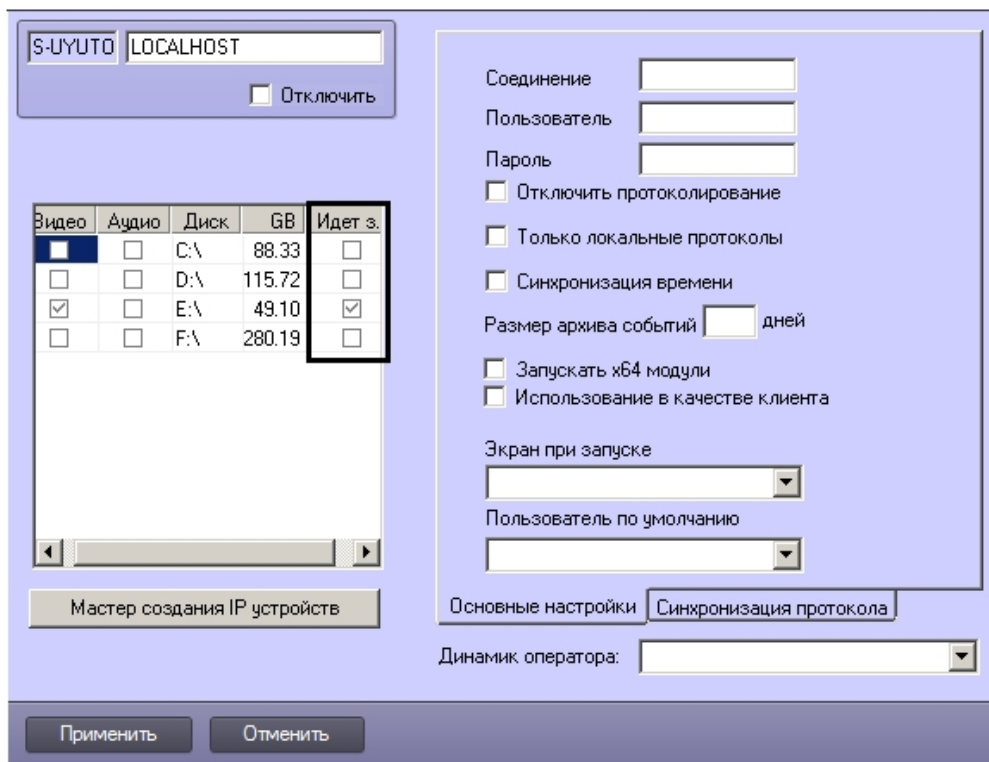 S-UYUTO LOCALHOST
Отключить
Видео Аудио Диск GB Идет з.
C:\ 88.33
D:\ 115.72
E:\ 49.10
F:\ 280.19
Мастер создания IP устройств
Соединение
Пользователь
Пароль
Отключить протоколирование
Только локальные протоколы
Синхронизация времени
Размер архива событий дней
Запускать x64 модули
Использование в качестве клиента
Экран при запуске
Пользователь по умолчанию
Основные настройки Синхронизация протокола
Динамик оператора:
Применить Отменить